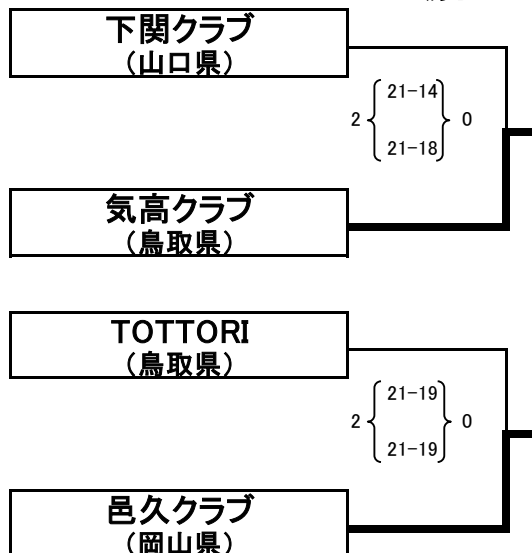 下関クラブ
（山口県）
21-14
2 0
21-18
気高クラブ
（鳥取県）
TOTTORI
（鳥取県）
21-19
2 0
21-19
邑久クラブ
（岡山県）